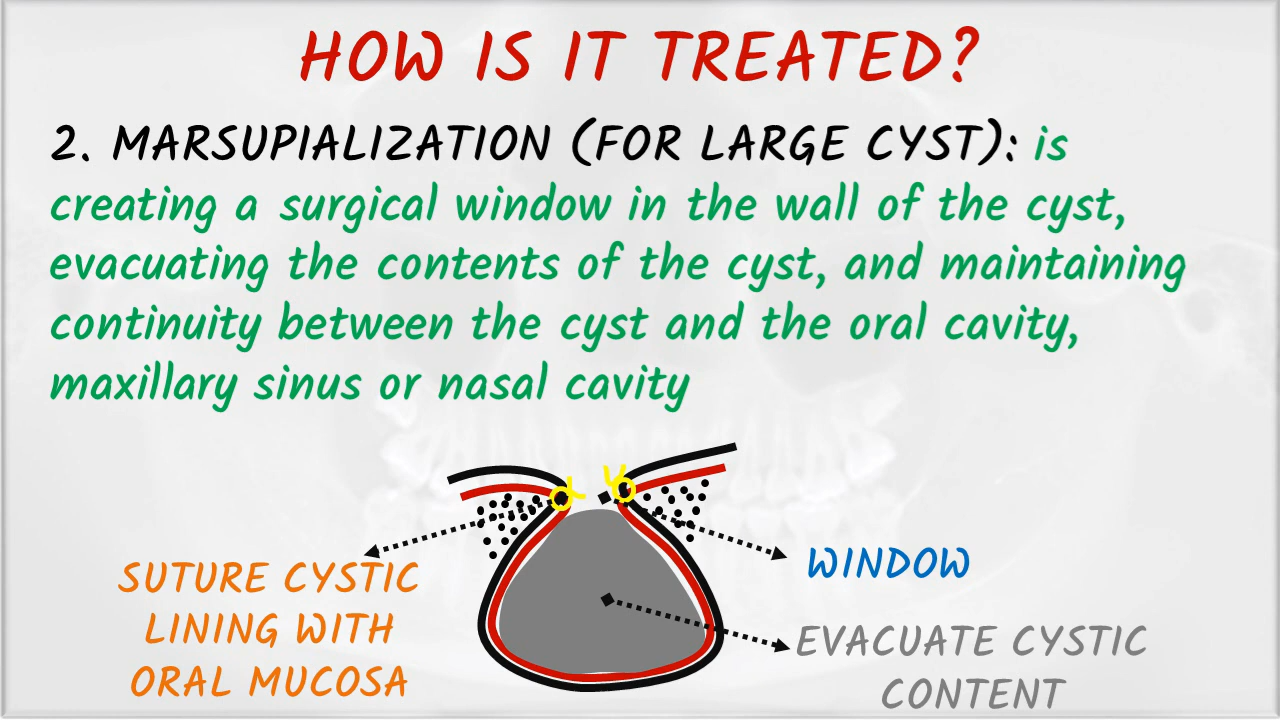 HOW IS IT TREATED?
2. MARSUPIALIZATION (FOR LARGE CYST): is
creating a surgical window in the wall of the cyst,
evacuating the contents of the cyst, and maintaining
continuity between the cyst and the oral cavity,
maxillary sinus or nasal cavity
SUTURE CYSTIC
LINING WITH
ORAL MUCOSA
WINDOW
EVACUATE CYSTIC
CONTENT